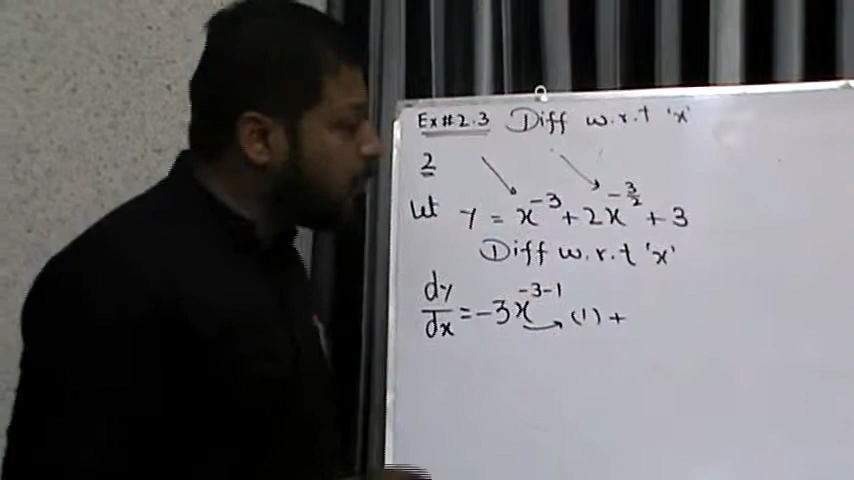 Ex#2.3 Diff w.r.t 'x'
2
Let y = x^{-3} + 2x^{-3/2} + 3
Diff w.r.t 'x'
dy/dx = -3x^{-3-1} (1) +